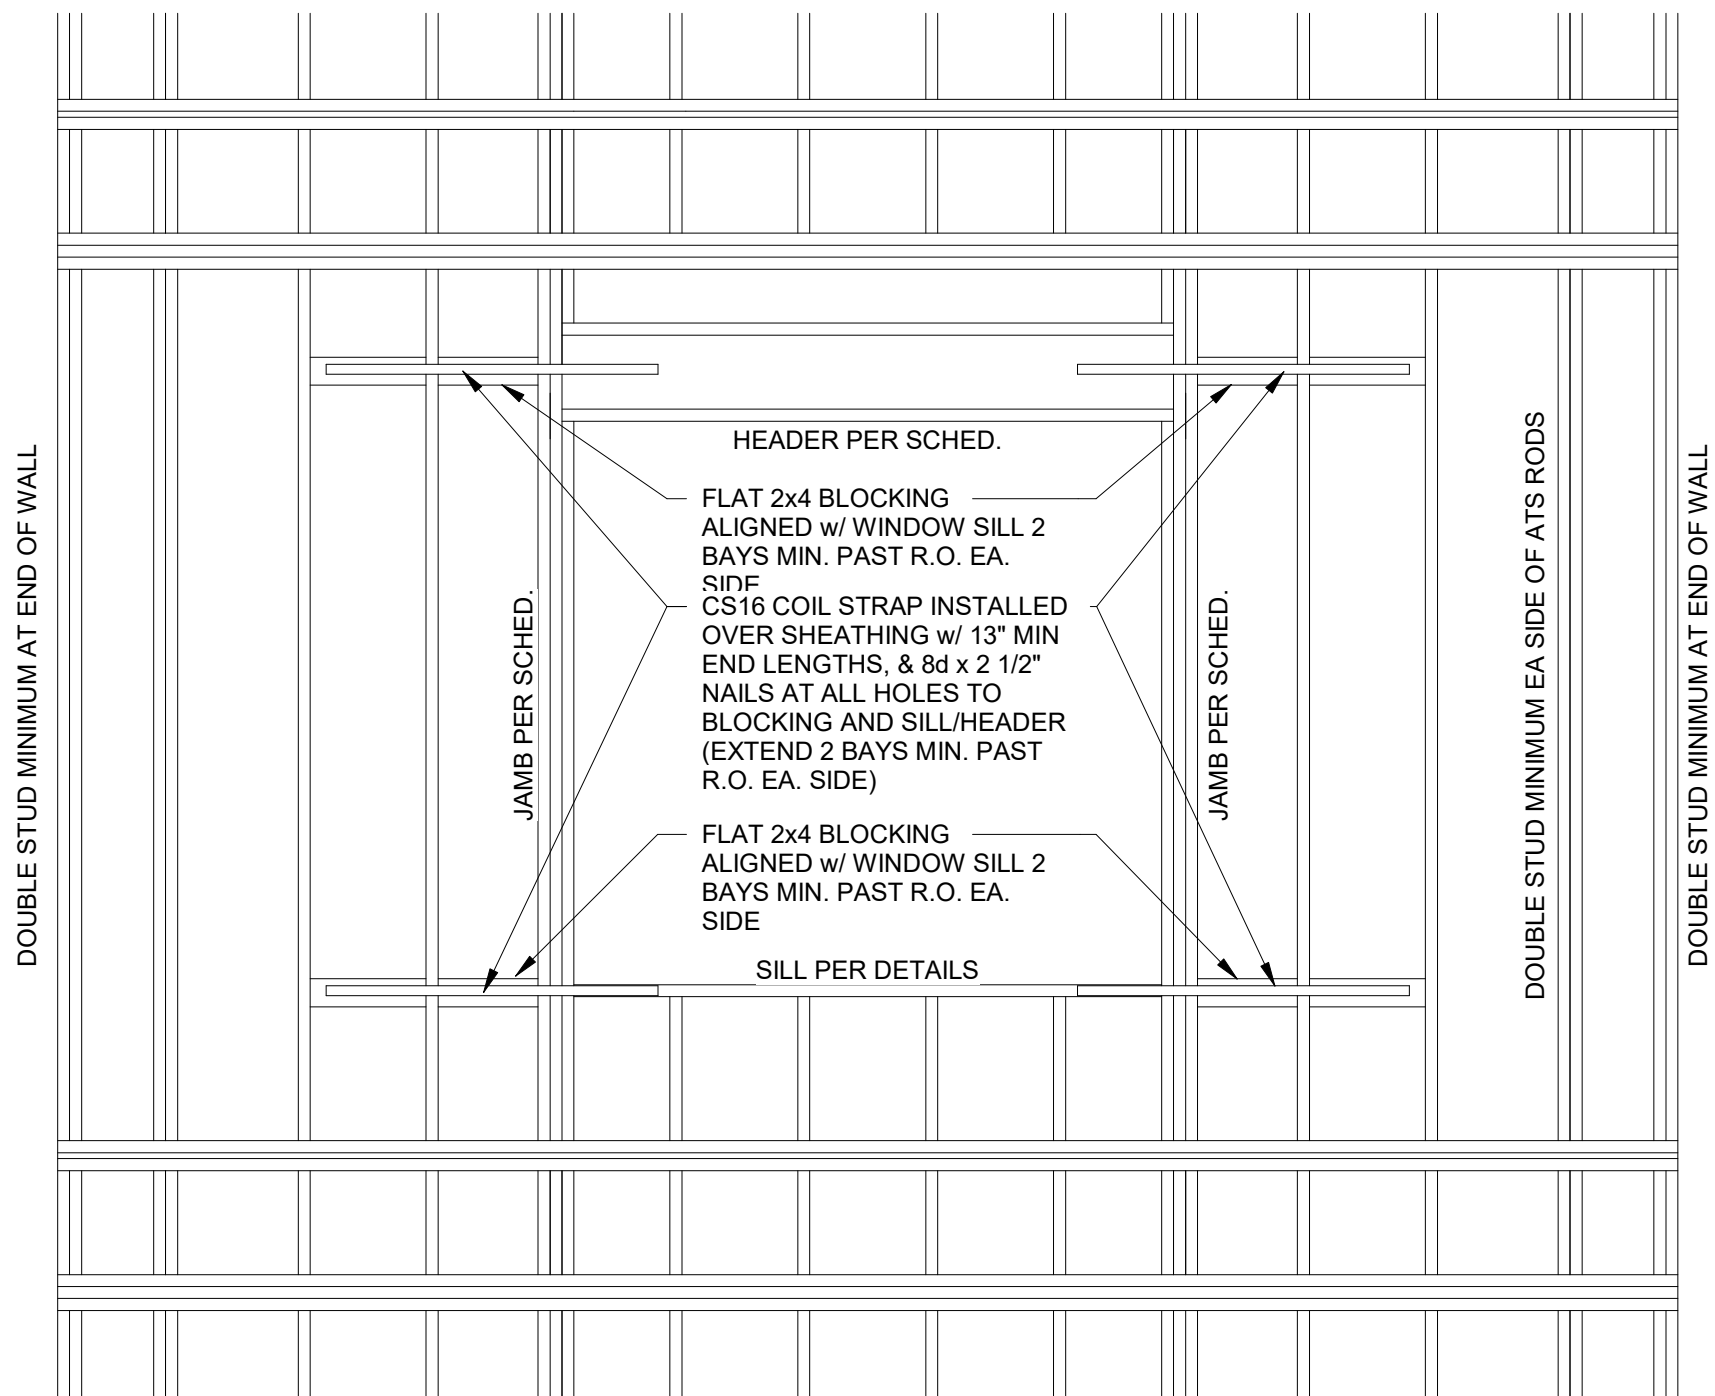 DOUBLE STUD MINIMUM AT END OF WALL
JAMB PER SCHED.
HEADER PER SCHED.
FLAT 2x4 BLOCKING
ALIGNED w/ WINDOW SILL 2
BAYS MIN. PAST R.O. EA.
SIDE
CS16 COIL STRAP INSTALLED
OVER SHEATHING w/ 13" MIN
END LENGTHS, & 8d x 2 1/2"
NAILS AT ALL HOLES TO
BLOCKING AND SILL/HEADER
(EXTEND 2 BAYS MIN. PAST
R.O. EA. SIDE)
FLAT 2x4 BLOCKING
ALIGNED w/ WINDOW SILL 2
BAYS MIN. PAST R.O. EA.
SIDE
SILL PER DETAILS
JAMB PER SCHED.
DOUBLE STUD MINIMUM EA SIDE OF ATS RODS
DOUBLE STUD MINIMUM AT END OF WALL